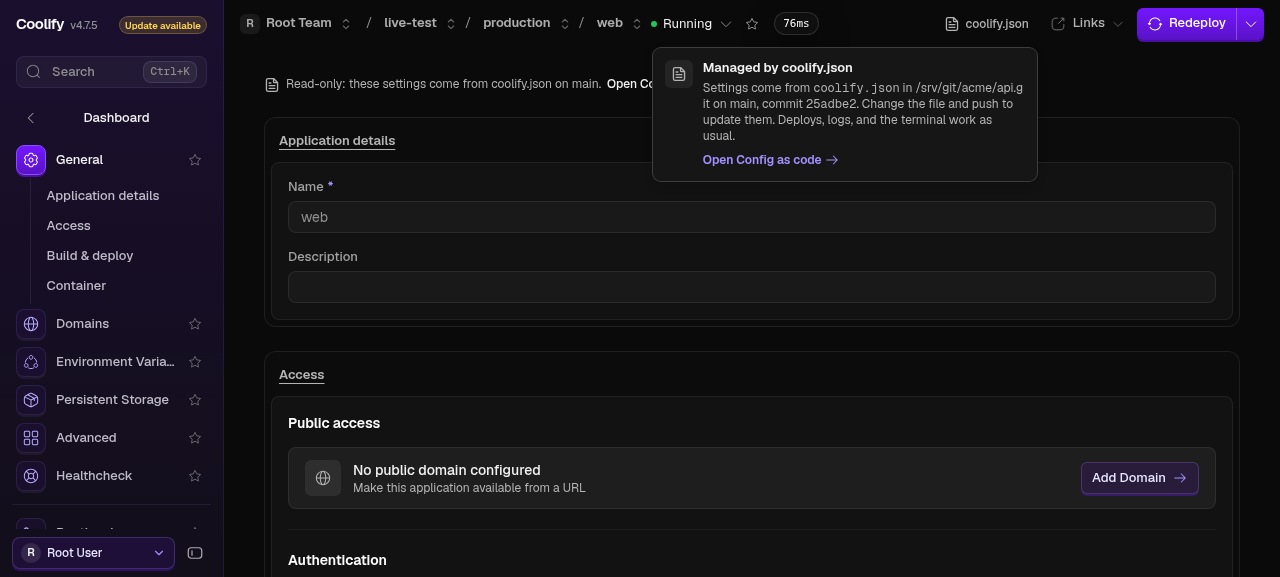 Coolify v4.7.5 Update available
Search Ctrl+K
Dashboard
General
Application details
Access
Build & deploy
Container
Domains
Environment Varia...
Persistent Storage
Advanced
Healthcheck
R Root User
R Root Team / live-test / production / web Running 76ms coolify.json Links Redeploy
Read-only: these settings come from coolify.json on main. Open Co
Managed by coolify.json
Settings come from coolify.json in /srv/git/acme/api.g
it on main, commit 25adbe2. Change the file and push to
update them. Deploys, logs, and the terminal work as
usual.
Open Config as code →
Application details
Name *
web
Description
Access
Public access
No public domain configured
Make this application available from a URL
Add Domain →
Authentication